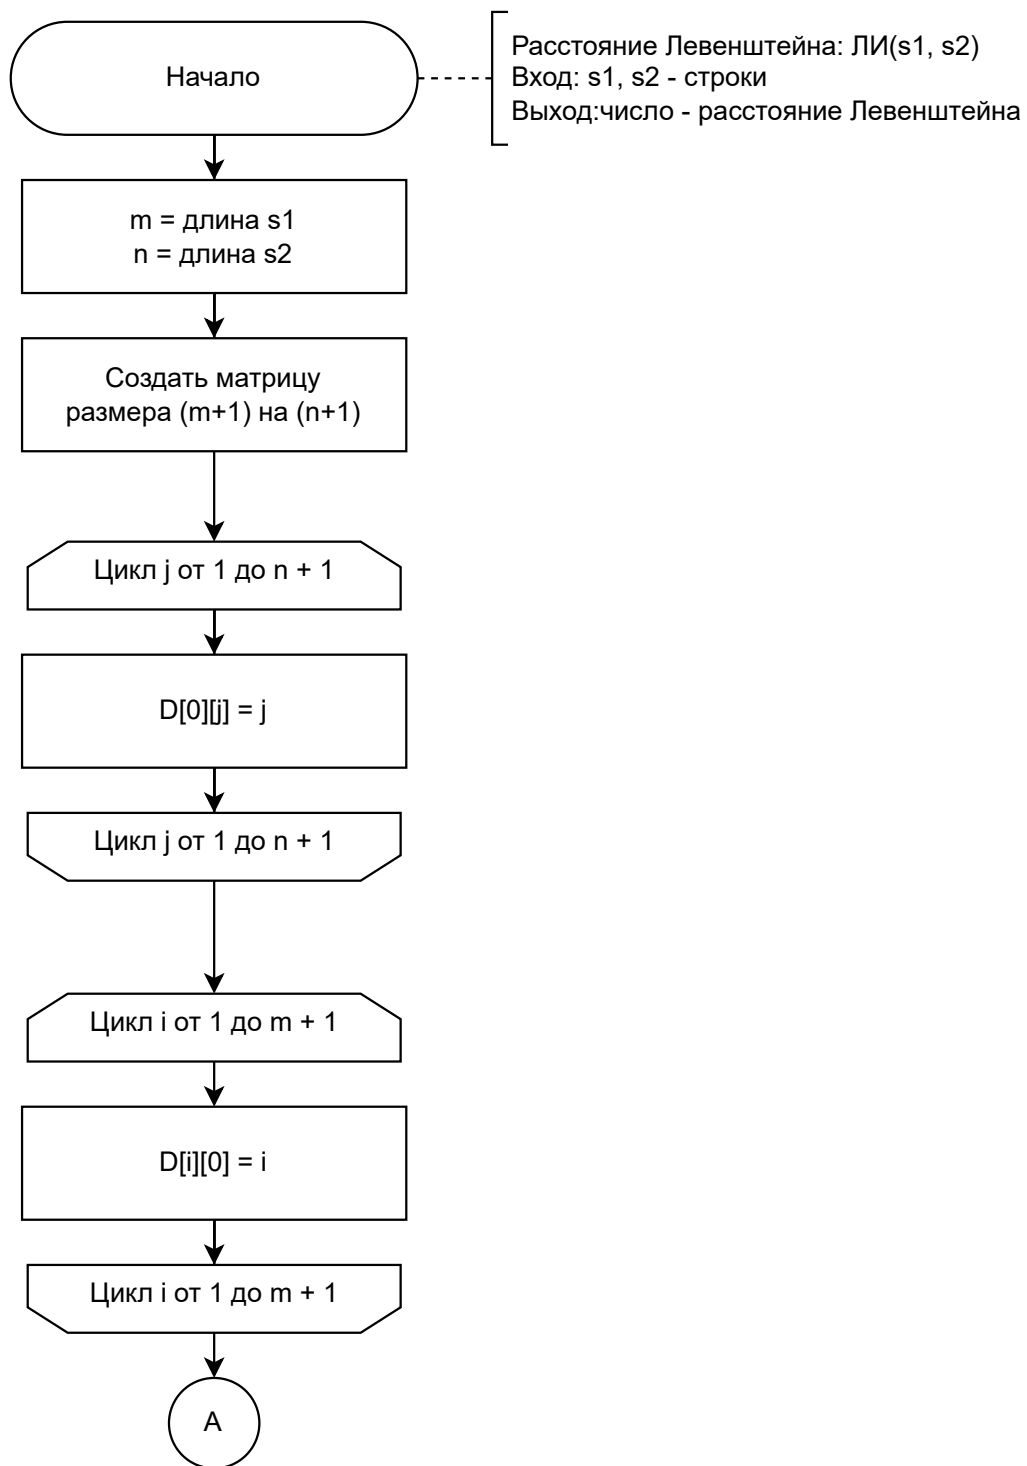 Начало
Расстояние Левенштейна: ЛИ(s1, s2)
Вход: s1, s2 - строки
Выход:число - расстояние Левенштейна
m = длина s1
n = длина s2
Создать матрицу
размера (m+1) на (n+1)
Цикл j от 1 до n + 1
D[0][j] = j
Цикл j от 1 до n + 1
Цикл i от 1 до m + 1
D[i][0] = i
Цикл i от 1 до m + 1
А